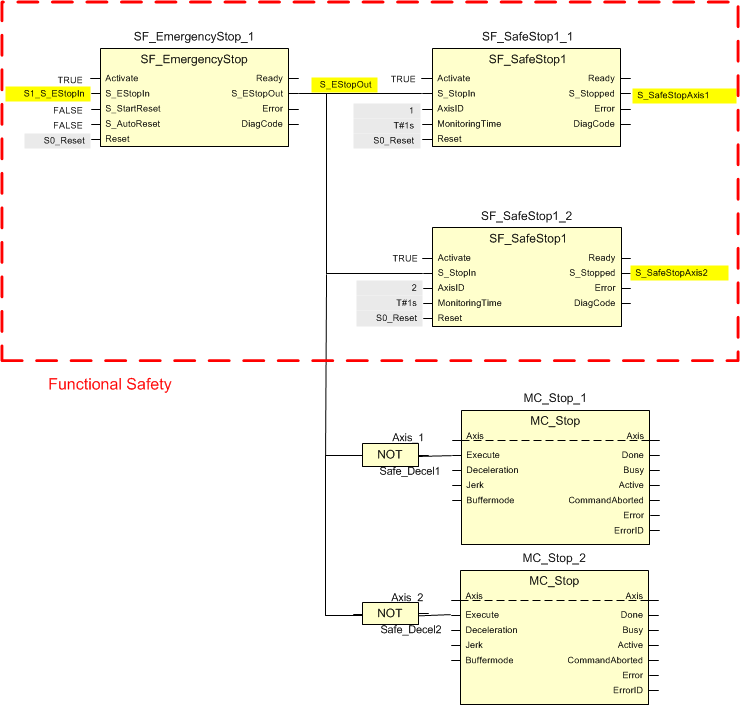 SF_EmergencyStop_1
SF_EmergencyStop
TRUE Activate Ready
S1_S_EStopIn S_EStopIn S_EStopOut
FALSE S_StartReset Error
FALSE S_AutoReset DiagCode
S0_Reset Reset
S_EStopOut
SF_SafeStop1_1
SF_SafeStop1
TRUE Activate Ready
S_StopIn S_Stopped S_SafeStopAxis1
1 AxisID Error
T#1s MonitoringTime DiagCode
S0_Reset Reset
SF_SafeStop1_2
SF_SafeStop1
TRUE Activate Ready
S_StopIn S_Stopped S_SafeStopAxis2
2 AxisID Error
T#1s MonitoringTime DiagCode
S0_Reset Reset
Functional Safety
MC_Stop_1
MC_Stop
Axis_1 Axis Axis
NOT Execute Done
Safe_Decel1 Deceleration Busy
Jerk Active
Buffermode CommandAborted
Error
ErrorID
MC_Stop_2
MC_Stop
Axis_2 Axis Axis
NOT Execute Done
Safe_Decel2 Deceleration Busy
Jerk Active
Buffermode CommandAborted
Error
ErrorID